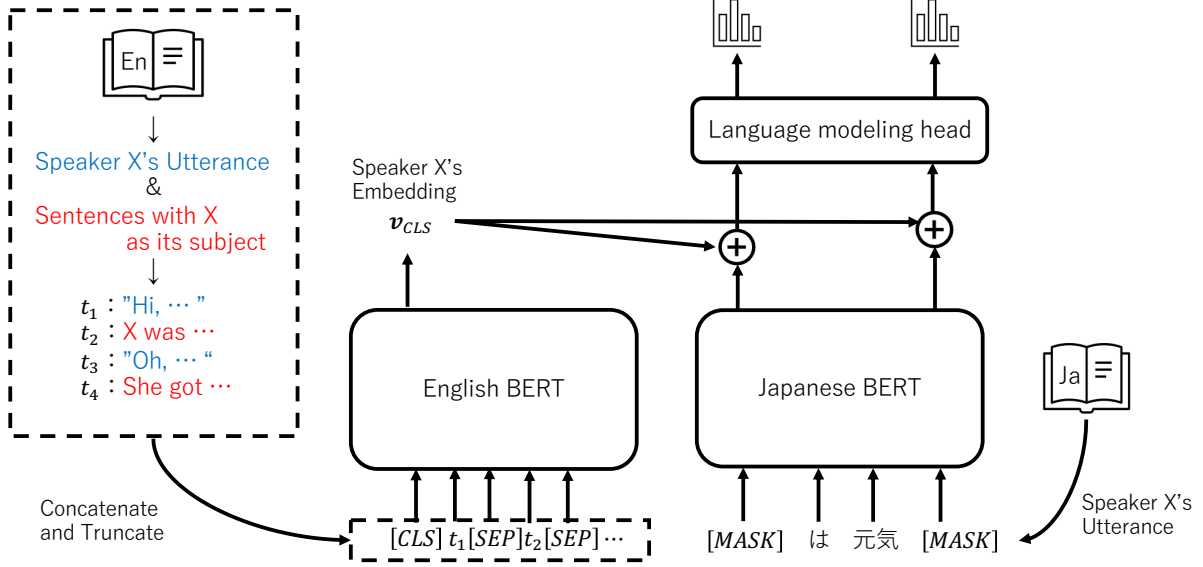 En
Speaker X's Utterance
&
Sentences with X
as its subject
t₁ : "Hi, ⋯ "
t₂ : X was ⋯
t₃ : "Oh, ⋯ “
t₄ : She got ⋯
Concatenate
and Truncate
Speaker X's
Embedding
v_CLS
English BERT
[CLS] t₁[SEP]t₂[SEP] ⋯
Language modeling head
+
+
Japanese BERT
[MASK] は 元気 [MASK]
Ja
Speaker X's
Utterance